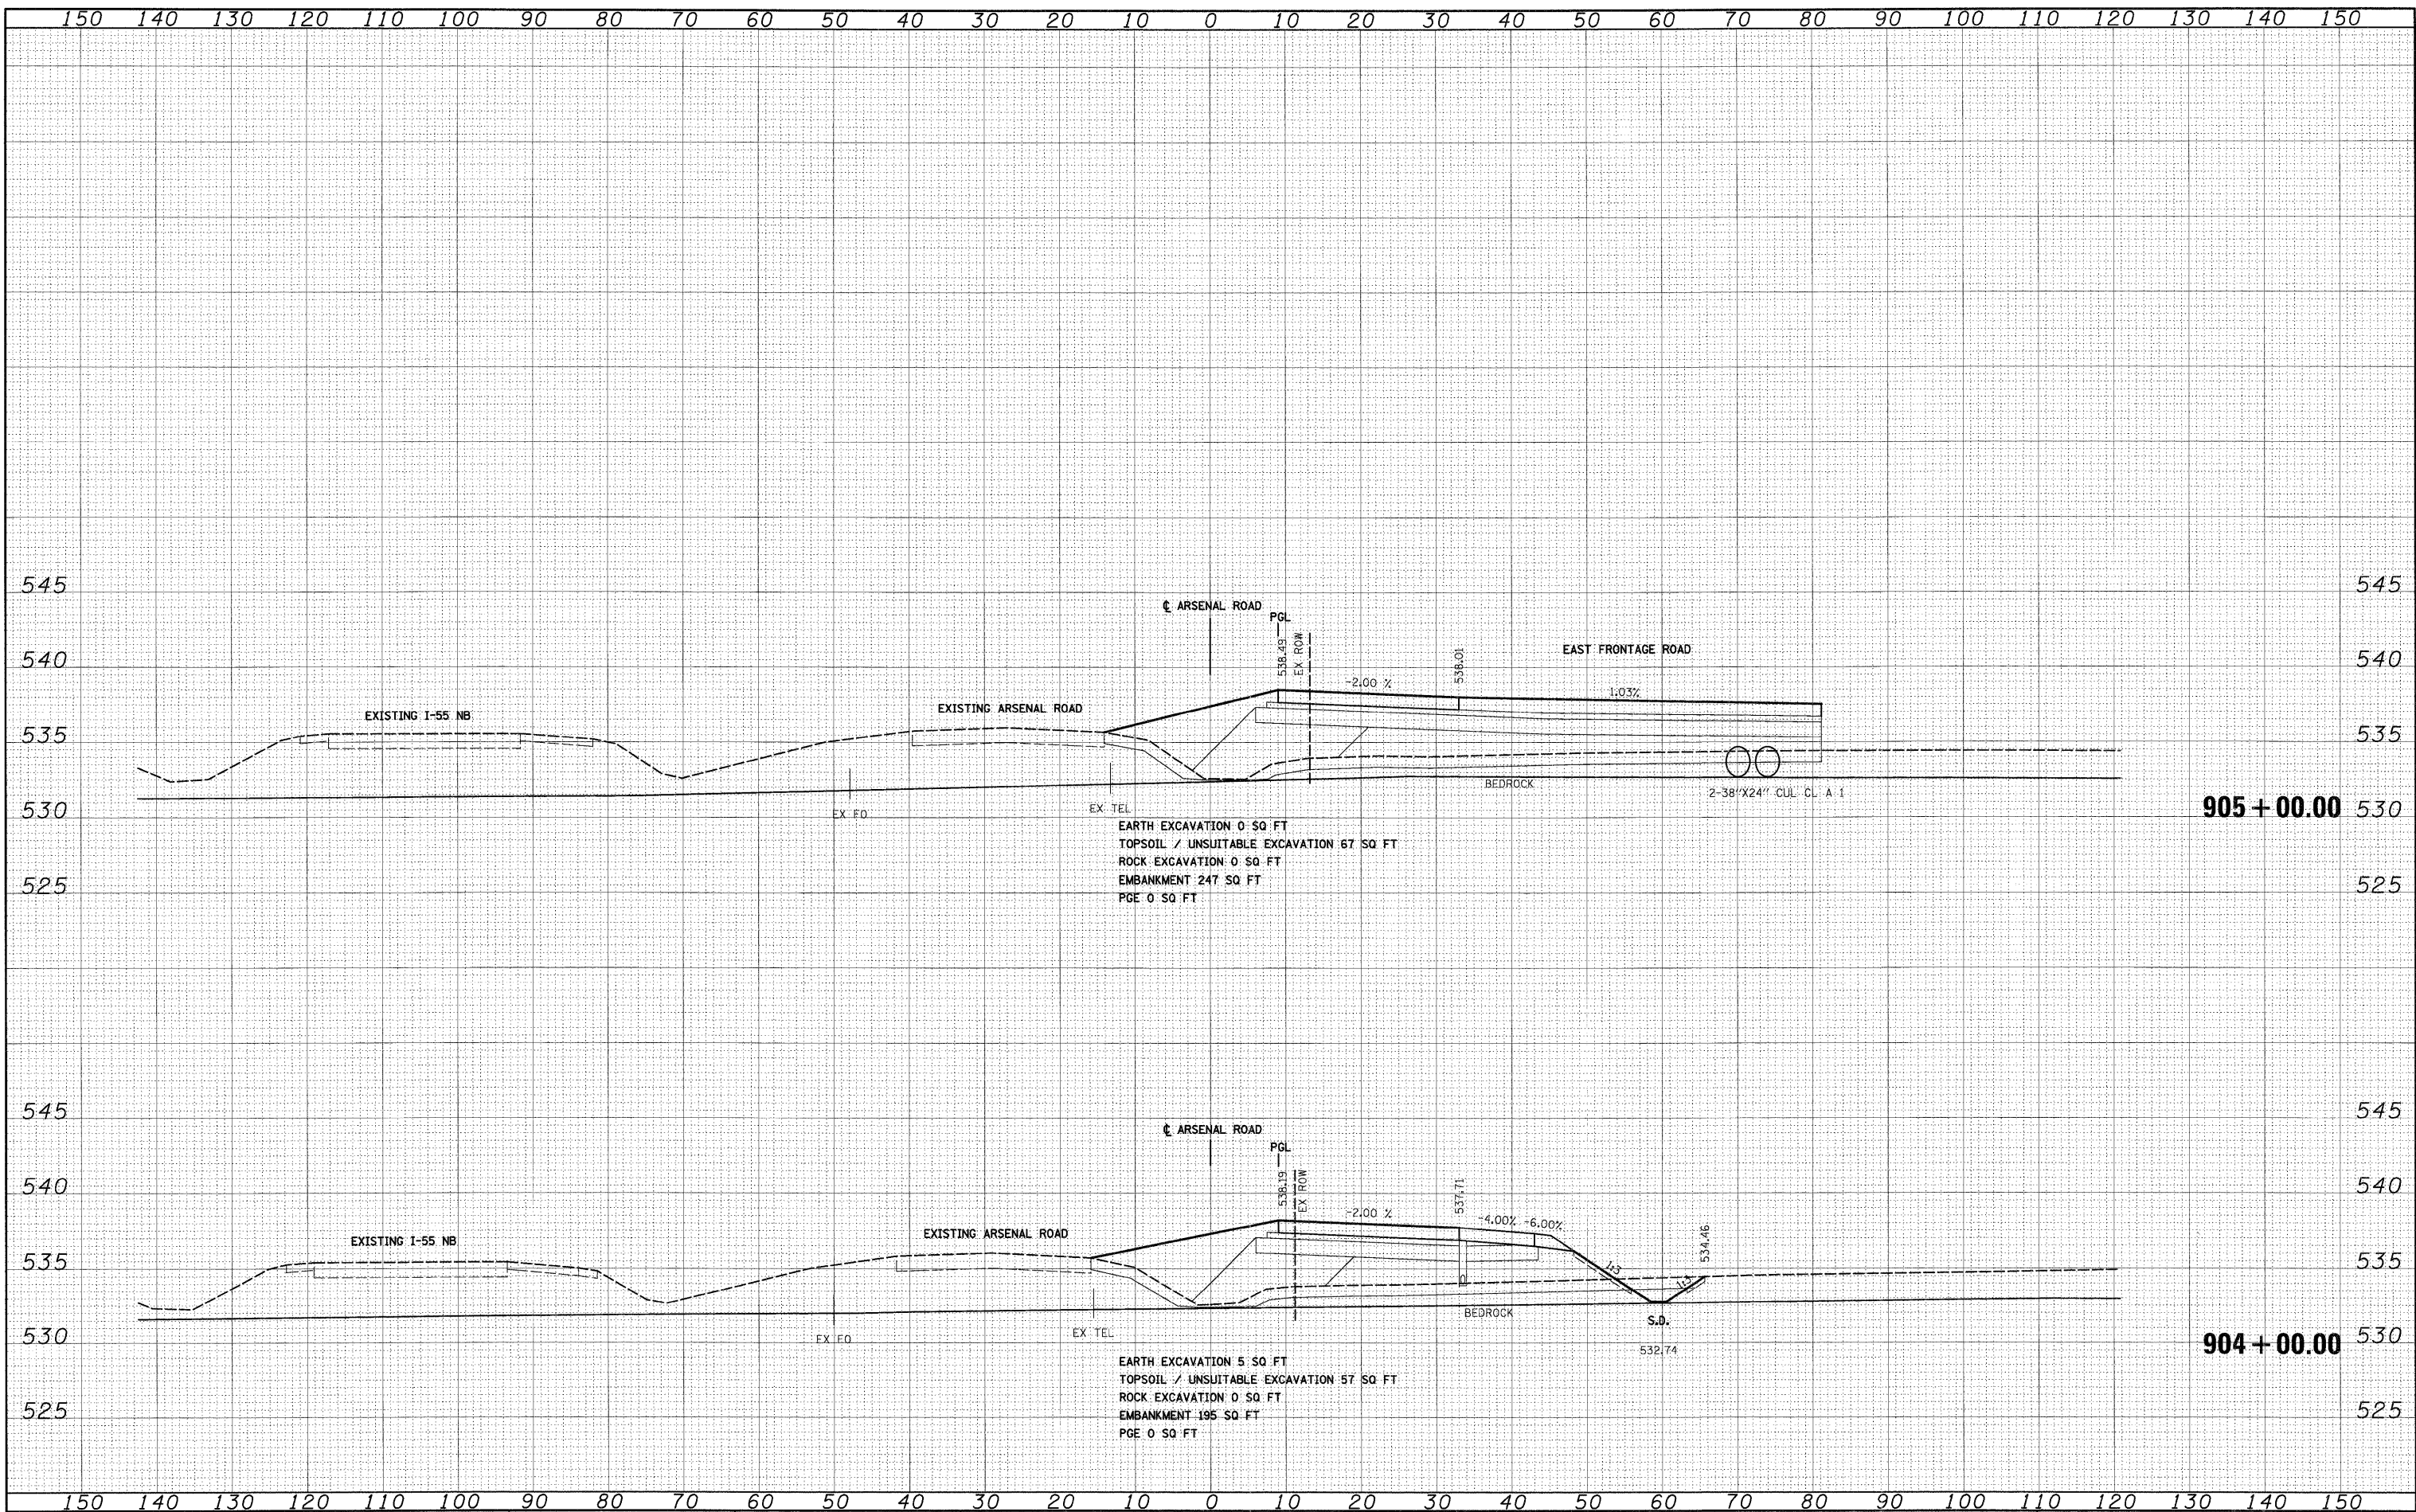 150 140 130 120 110 100 90 80 70 60 50 40 30 20 10 0 10 20 30 40 50 60 70 80 90 100 110 120 130 140 150
545 545
℄ ARSENAL ROAD
PGL
538.49
EX ROW
538.01
EAST FRONTAGE ROAD
540 540
-2.00 %
1.03%
EXISTING I-55 NB
EXISTING ARSENAL ROAD
535 535
BEDROCK
2-38"X24" CUL CL A 1
EX FO
EX TEL
530 905+00.00 530
EARTH EXCAVATION 0 SQ FT
TOPSOIL / UNSUITABLE EXCAVATION 67 SQ FT
ROCK EXCAVATION 0 SQ FT
EMBANKMENT 247 SQ FT
PGE 0 SQ FT
525 525
545 545
℄ ARSENAL ROAD
PGL
538.19
EX ROW
537.71
540 540
-2.00 %
-4.00% -6.00%
534.46
EXISTING I-55 NB
EXISTING ARSENAL ROAD
535 535
1:3
1:3
BEDROCK
S.D.
532.74
EX FO
EX TEL
530 904+00.00 530
EARTH EXCAVATION 5 SQ FT
TOPSOIL / UNSUITABLE EXCAVATION 57 SQ FT
ROCK EXCAVATION 0 SQ FT
EMBANKMENT 195 SQ FT
PGE 0 SQ FT
525 525
150 140 130 120 110 100 90 80 70 60 50 40 30 20 10 0 10 20 30 40 50 60 70 80 90 100 110 120 130 140 150